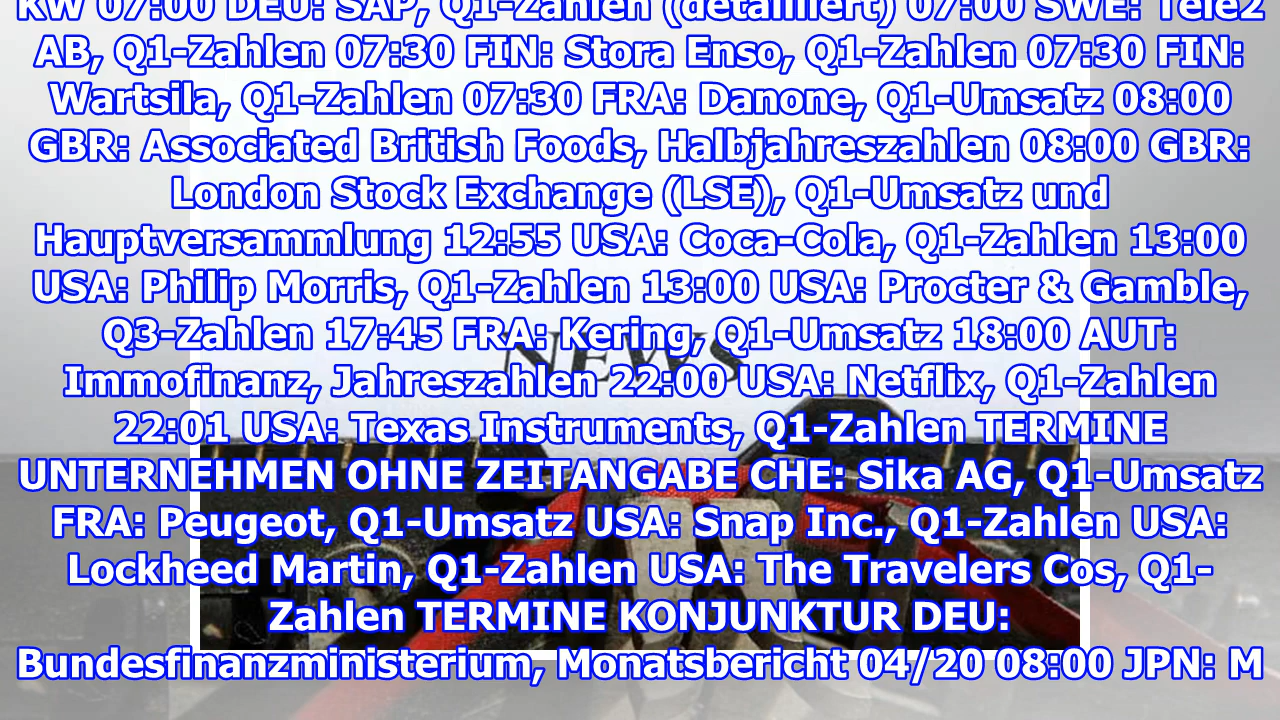 KW 07:00 DEU: SAP, Q1-Zahlen (detailliert) 07:00 SWE: Tele2
AB, Q1-Zahlen 07:30 FIN: Stora Enso, Q1-Zahlen 07:30 FIN:
Wartsila, Q1-Zahlen 07:30 FRA: Danone, Q1-Umsatz 08:00
GBR: Associated British Foods, Halbjahreszahlen 08:00 GBR:
London Stock Exchange (LSE), Q1-Umsatz und
Hauptversammlung 12:55 USA: Coca-Cola, Q1-Zahlen 13:00
USA: Philip Morris, Q1-Zahlen 13:00 USA: Procter & Gamble,
Q3-Zahlen 17:45 FRA: Kering, Q1-Umsatz 18:00 AUT:
NEWS
Immofinanz, Jahreszahlen 22:00 USA: Netflix, Q1-Zahlen
22:01 USA: Texas Instruments, Q1-Zahlen TERMINE
UNTERNEHMEN OHNE ZEITANGABE CHE: Sika AG, Q1-Umsatz
FRA: Peugeot, Q1-Umsatz USA: Snap Inc., Q1-Zahlen USA:
Lockheed Martin, Q1-Zahlen USA: The Travelers Cos, Q1-
Zahlen TERMINE KONJUNKTUR DEU:
Bundesfinanzministerium, Monatsbericht 04/20 08:00 JPN: M